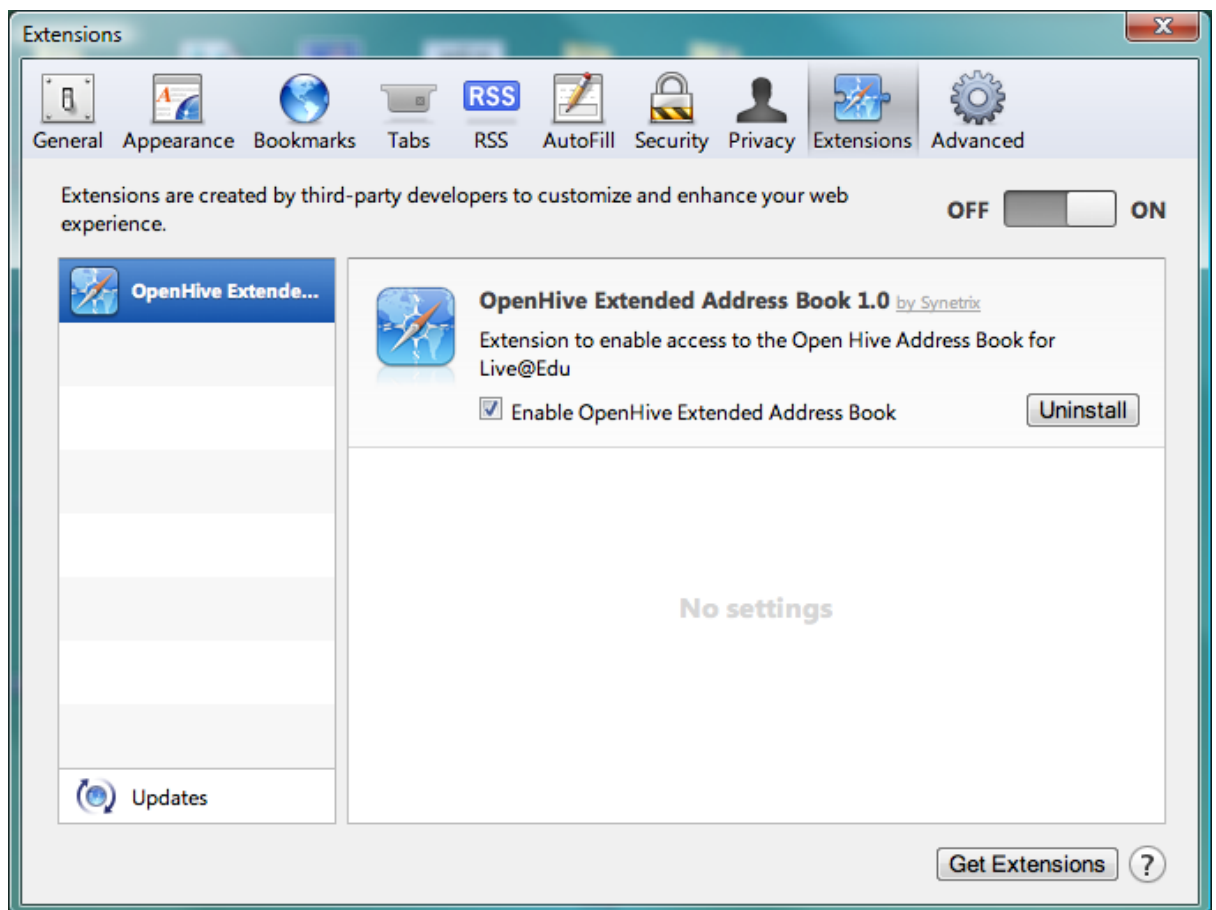 Extensions
General Appearance Bookmarks Tabs RSS RSS AutoFill Security Privacy Extensions Advanced
Extensions are created by third-party developers to customize and enhance your web
experience.
OFF ON
OpenHive Extende...
OpenHive Extended Address Book 1.0 by Synetrix
Extension to enable access to the Open Hive Address Book for
Live@Edu
Enable OpenHive Extended Address Book Uninstall
No settings
Updates
Get Extensions ?